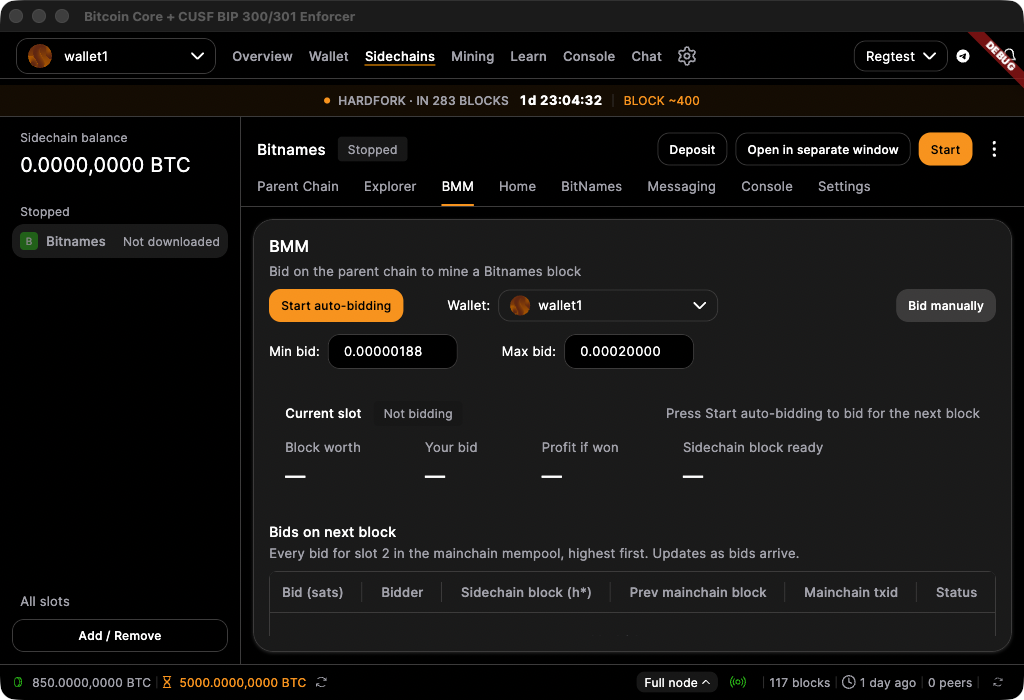 Bitcoin Core + CUSF BIP 300/301 Enforcer
wallet1 Overview Wallet Sidechains Mining Learn Console Chat Regtest DEBUG
HARDFORK · IN 283 BLOCKS 1d 23:04:32 BLOCK ~400
Sidechain balance
0.0000,0000 BTC
Stopped
B Bitnames Not downloaded
All slots
Add / Remove
Bitnames Stopped Deposit Open in separate window Start
Parent Chain Explorer BMM Home BitNames Messaging Console Settings
BMM
Bid on the parent chain to mine a Bitnames block
Start auto-bidding Wallet: wallet1 Bid manually
Min bid: 0.00000188 Max bid: 0.00020000
Current slot Not bidding Press Start auto-bidding to bid for the next block
Block worth Your bid Profit if won Sidechain block ready
— — — —
Bids on next block
Every bid for slot 2 in the mainchain mempool, highest first. Updates as bids arrive.
Bid (sats) Bidder Sidechain block (h*) Prev mainchain block Mainchain txid Status
850.0000,0000 BTC 5000.0000,0000 BTC Full node 117 blocks 1 day ago 0 peers